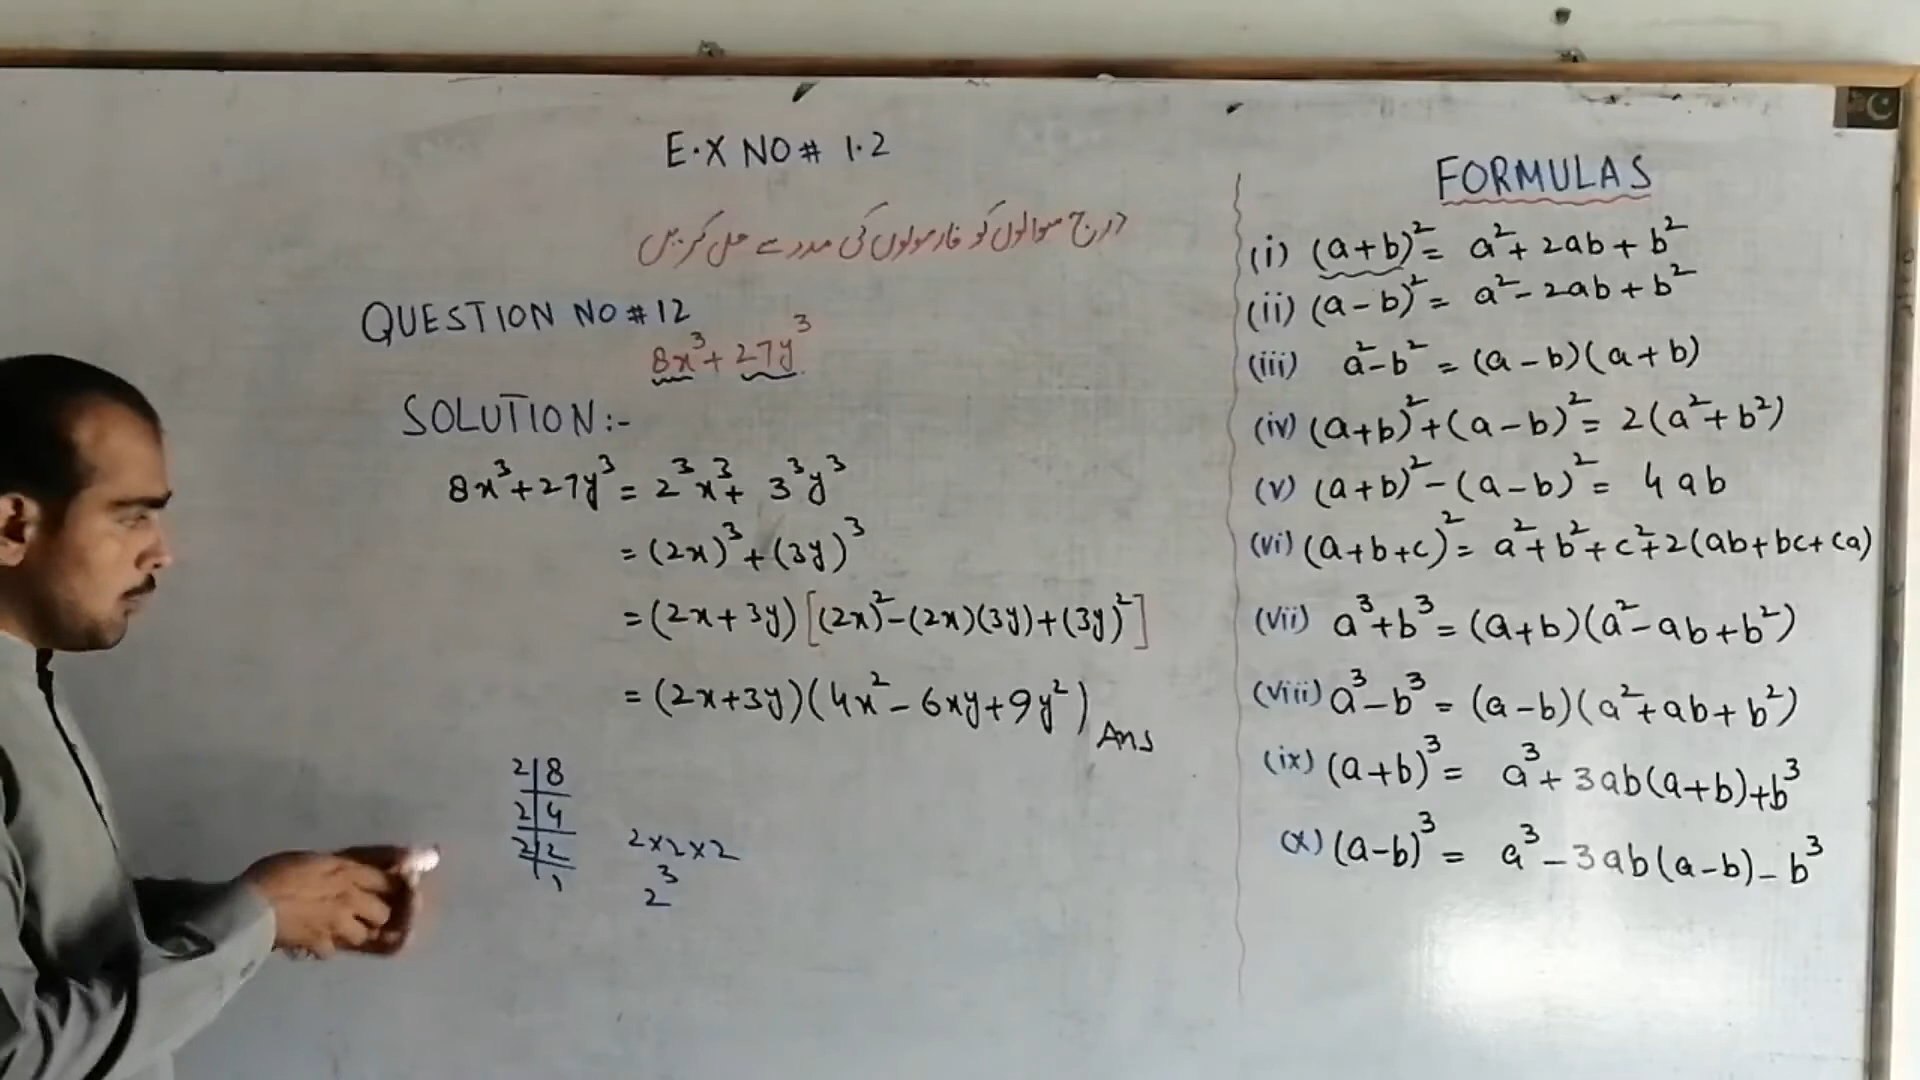 E.X NO# 1.2
درج سوالوں کو فارمولوں کی مدد سے حل کریں
QUESTION NO#12
8x³+27y³
SOLUTION:-
8x³+27y³ = 2³x³+ 3³y³
= (2x)³+(3y)³
= (2x+3y)[(2x)²-(2x)(3y)+(3y)²]
= (2x+3y)(4x²-6xy+9y²) Ans
2|8
2|4
2|2
1
2×2×2
2³
FORMULAS
(i) (a+b)² = a²+2ab+b²
(ii) (a-b)² = a²-2ab+b²
(iii) a²-b² = (a-b)(a+b)
(iv) (a+b)²+(a-b)² = 2(a²+b²)
(v) (a+b)²-(a-b)² = 4ab
(vi) (a+b+c)² = a²+b²+c²+2(ab+bc+ca)
(vii) a³+b³ = (a+b)(a²-ab+b²)
(viii) a³-b³ = (a-b)(a²+ab+b²)
(ix) (a+b)³ = a³+3ab(a+b)+b³
(x) (a-b)³ = a³-3ab(a-b)-b³